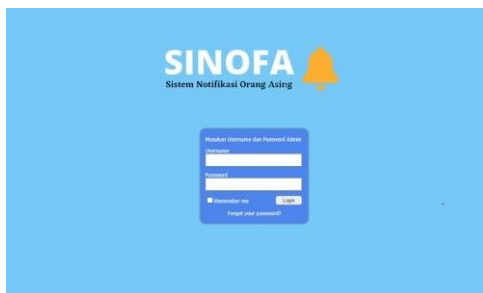 SINOFA
Sistem Notifikasi Orang Asing
Masukan Username dan Password Admin
Username
Password
Remember me
Login
Forgot your password?